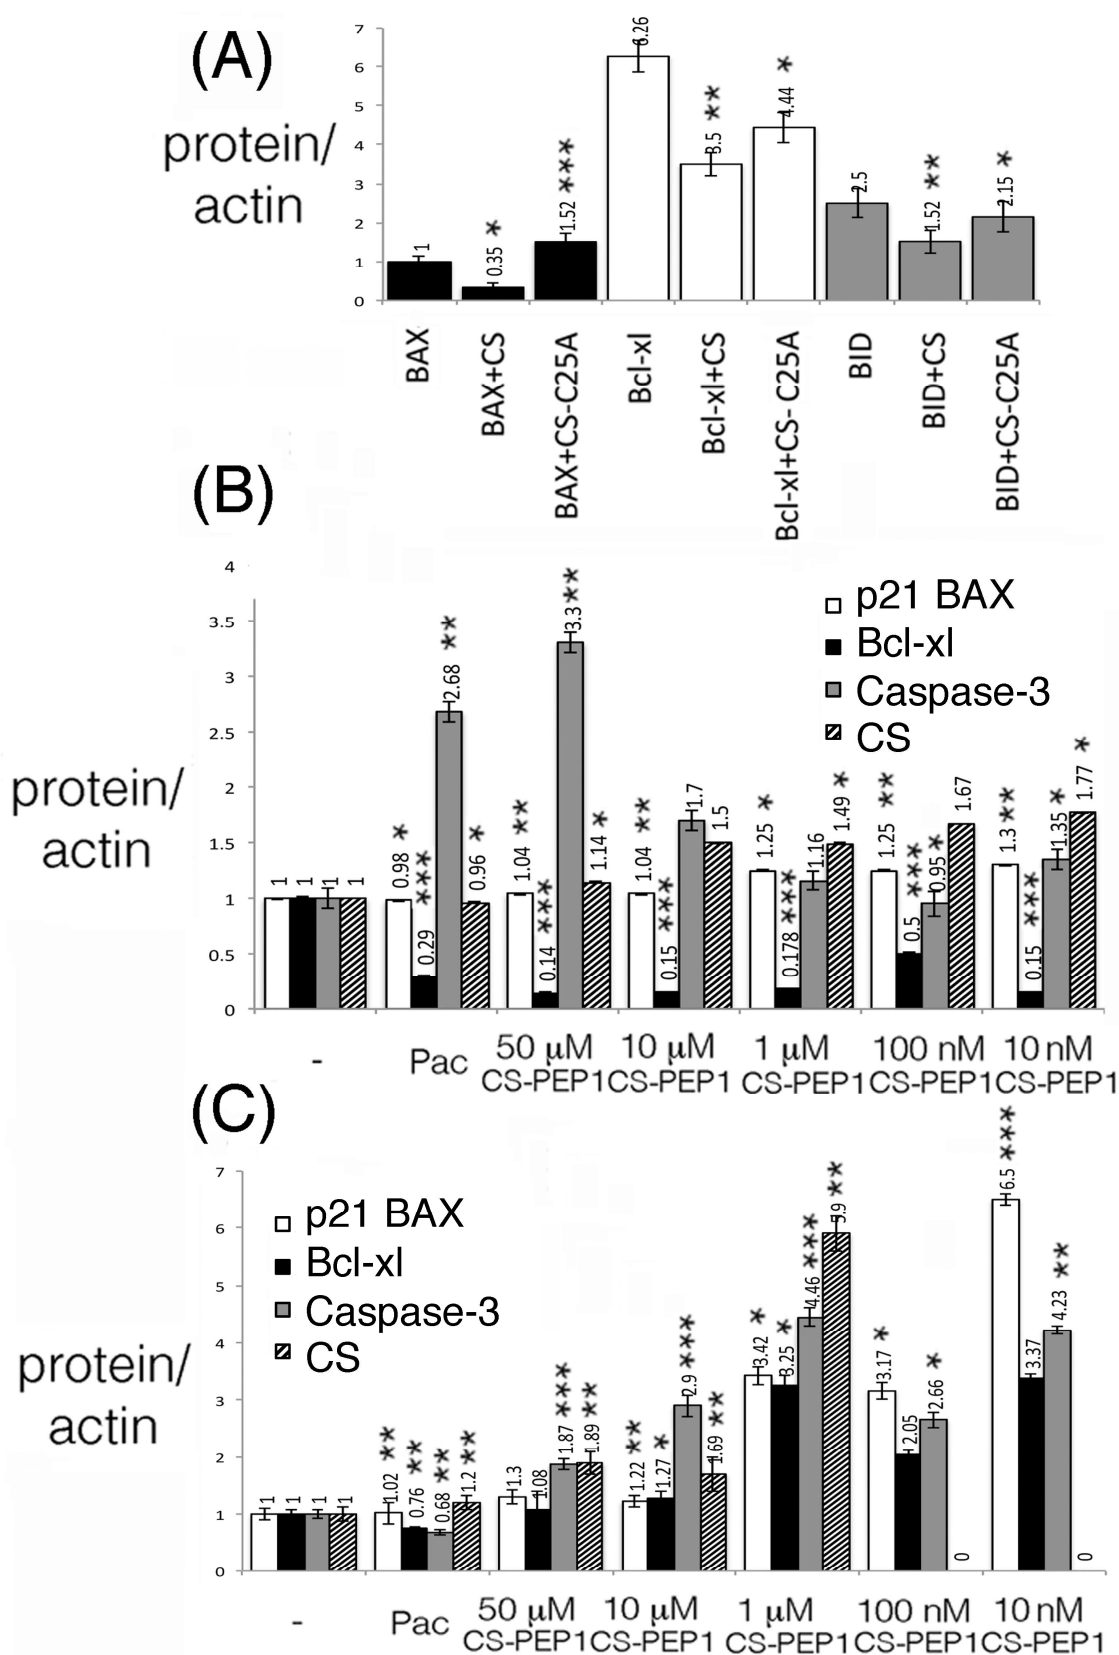 (A)
protein/
actin
7
6
5
4
3
2
1
0
1
0.35 *
1.52 ***
6.26
3.5 **
4.44 *
2.5
1.52 **
2.15 *
BAX
BAX+CS
BAX+CS-C25A
Bcl-xl
Bcl-xl+CS
Bcl-xl+CS- C25A
BID
BID+CS
BID+CS-C25A
(B)
protein/
actin
4
3.5
3
2.5
2
1.5
1
0.5
0
p21 BAX
Bcl-xl
Caspase-3
CS
1
1
1
1
0.98 *
0.29 ***
2.68 **
0.96 *
1.04 **
0.14 ***
3.3 **
1.14 *
1.04 **
0.15 ***
1.7
1.5
1.25 *
0.178 ***
1.16
1.49 *
1.25 **
0.5 ***
0.95 *
1.67
1.3 **
0.15 ***
1.35 *
1.77 *
-
Pac
50 μM
CS-PEP1
10 μM
CS-PEP1
1 μM
CS-PEP1
100 nM
CS-PEP1
10 nM
CS-PEP1
(C)
protein/
actin
7
6
5
4
3
2
1
0
p21 BAX
Bcl-xl
Caspase-3
CS
1
1
1
1
1.02 **
0.76 **
0.68 **
1.2 **
1.3
1.08
1.87 ***
1.89 **
1.22 **
1.27 *
2.9 ***
1.69 **
3.42 *
3.25 *
4.46 ***
5.9 **
3.17 *
2.05
2.66 *
0
6.5 ***
3.37
4.23 **
0
-
Pac
50 μM
CS-PEP1
10 μM
CS-PEP1
1 μM
CS-PEP1
100 nM
CS-PEP1
10 nM
CS-PEP1